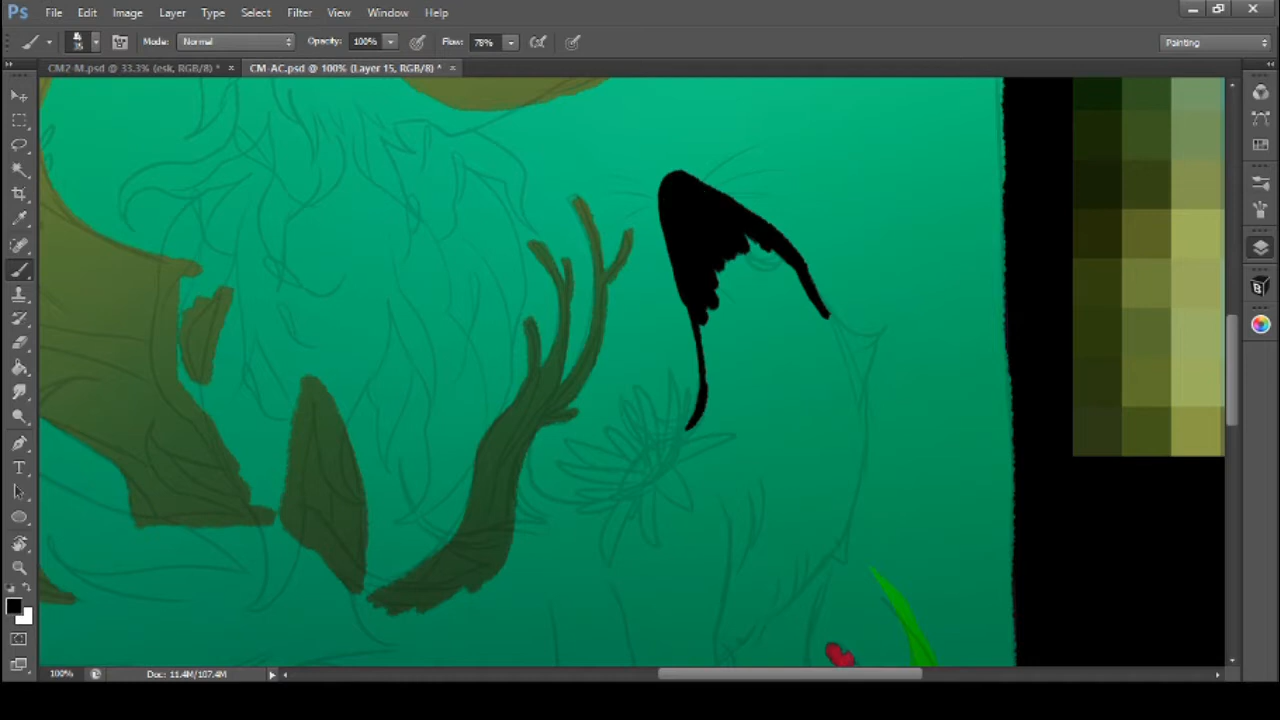 Ps File Edit Image Layer Type Select Filter View Window Help
Mode: Normal Opacity: 100% Flow: 78% Painting
CM2-M.psd @ 33.3% (esk, RGB/8) * × CM-AC.psd @ 100% (Layer 15, RGB/8) * ×
100% Doc: 11.4M/107.4M